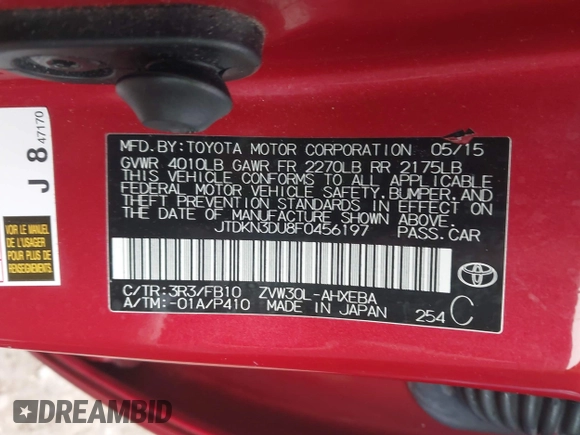 MFD.BY:TOYOTA MOTOR CORPORATION 05/15
GVWR 4010LB GAWR FR 2270LB RR 2175LB
THIS VEHICLE CONFORMS TO ALL APPLICABLE
FEDERAL MOTOR VEHICLE SAFETY, BUMPER, AND
THEFT PREVENTION STANDARDS IN EFFECT ON
THE DATE OF MANUFACTURE SHOWN ABOVE.
JTDKN3DU8F0456197 PASS.CAR
C/TR:3R3/FB10 ZVW30L-AHXEBA
A/TM:-01A/P410 MADE IN JAPAN 254 C
TOYOTA
J 8 47170
VOIR LE MANUEL
DE L'USAGER
POUR PLUS DE
RENSEIGNEMENTS
DREAMBID